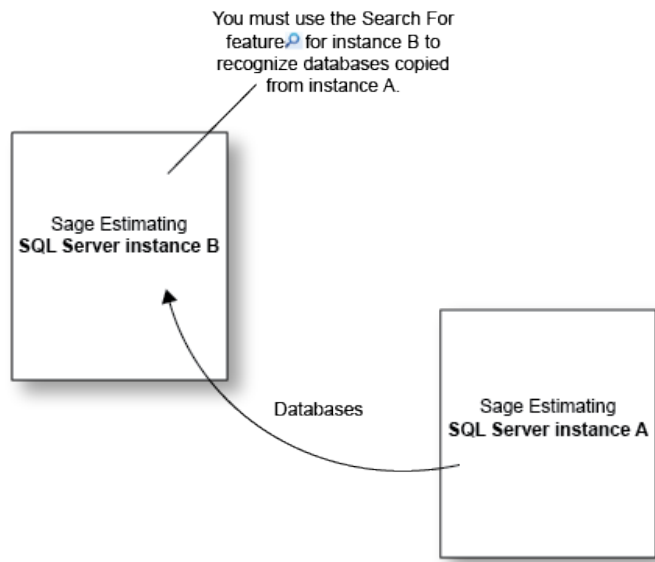 You must use the Search For
feature for instance B to
recognize databases copied
from instance A.
Sage Estimating
SQL Server instance B
Databases
Sage Estimating
SQL Server instance A